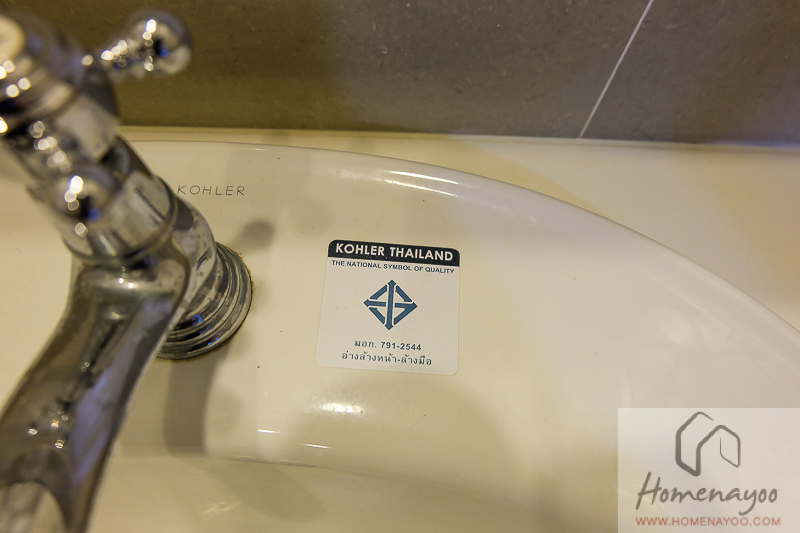 KOHLER
KOHLER THAILAND
THE NATIONAL SYMBOL OF QUALITY
มอก. 791-2544
อ่างล้างหน้า-ล้างมือ
Homenayoo
WWW.HOMENAYOO.COM